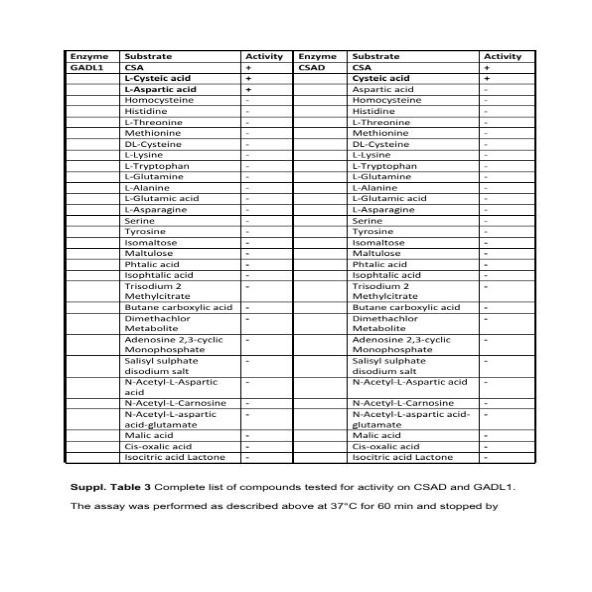 Enzyme Substrate Activity Enzyme Substrate Activity
GADL1 CSA + CSAD CSA +
L-Cysteic acid + Cysteic acid +
L-Aspartic acid + Aspartic acid -
Homocysteine - Homocysteine -
Histidine - Histidine -
L-Threonine - L-Threonine -
Methionine - Methionine -
DL-Cysteine - DL-Cysteine -
L-Lysine - L-Lysine -
L-Tryptophan - L-Tryptophan -
L-Glutamine - L-Glutamine -
L-Alanine - L-Alanine -
L-Glutamic acid - L-Glutamic acid -
L-Asparagine - L-Asparagine -
Serine - Serine -
Tyrosine - Tyrosine -
Isomaltose - Isomaltose -
Maltulose - Maltulose -
Phtalic acid - Phtalic acid -
Isophtalic acid - Isophtalic acid -
Trisodium 2 - Trisodium 2 -
Methylcitrate Methylcitrate
Butane carboxylic acid - Butane carboxylic acid -
Dimethachlor - Dimethachlor -
Metabolite Metabolite
Adenosine 2,3-cyclic - Adenosine 2,3-cyclic -
Monophosphate Monophosphate
Salisyl sulphate - Salisyl sulphate -
disodium salt disodium salt
N-Acetyl-L-Aspartic - N-Acetyl-L-Aspartic acid -
acid
N-Acetyl-L-Carnosine - N-Acetyl-L-Carnosine -
N-Acetyl-L-aspartic - N-Acetyl-L-aspartic acid- -
acid-glutamate glutamate
Malic acid - Malic acid -
Cis-oxalic acid - Cis-oxalic acid -
Isocitric acid Lactone - Isocitric acid Lactone -
Suppl. Table 3 Complete list of compounds tested for activity on CSAD and GADL1.
The assay was performed as described above at 37°C for 60 min and stopped by